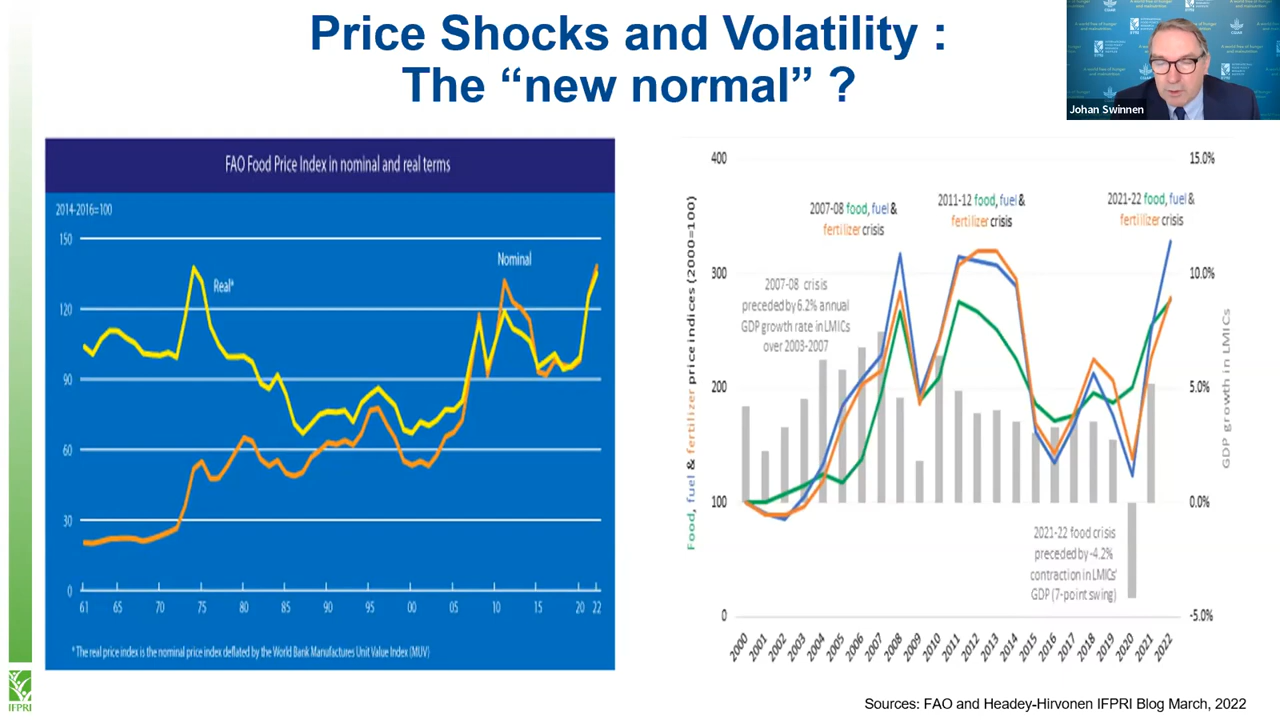 Price Shocks and Volatility :
The “new normal” ?
Johan Swinnen
FAO Food Price Index in nominal and real terms
2014-2016=100
150
120
90
60
30
0
Real*
Nominal
61 65 70 75 80 85 90 95 00 05 10 15 20 22
* The real price index is the nominal price index deflated by the World Bank Manufactures Unit Value Index (MUV)
Food, fuel & fertilizer price indices (2000=100)
400
300
200
100
0
2007-08 food, fuel &
fertilizer crisis
2011-12 food, fuel &
fertilizer crisis
2021-22 food, fuel &
fertilizer crisis
2007-08 crisis
preceded by 6.2% annual
GDP growth rate in LMICs
over 2003-2007
2021-22 food crisis
preceded by -4.2%
contraction in LMICs'
GDP (7-point swing)
15.0%
10.0%
5.0%
0.0%
-5.0%
GDP growth in LMICs
2000 2001 2002 2003 2004 2005 2006 2007 2008 2009 2010 2011 2012 2013 2014 2015 2016 2017 2018 2019 2020 2021 2022
IFPRI
Sources: FAO and Headey-Hirvonen IFPRI Blog March, 2022